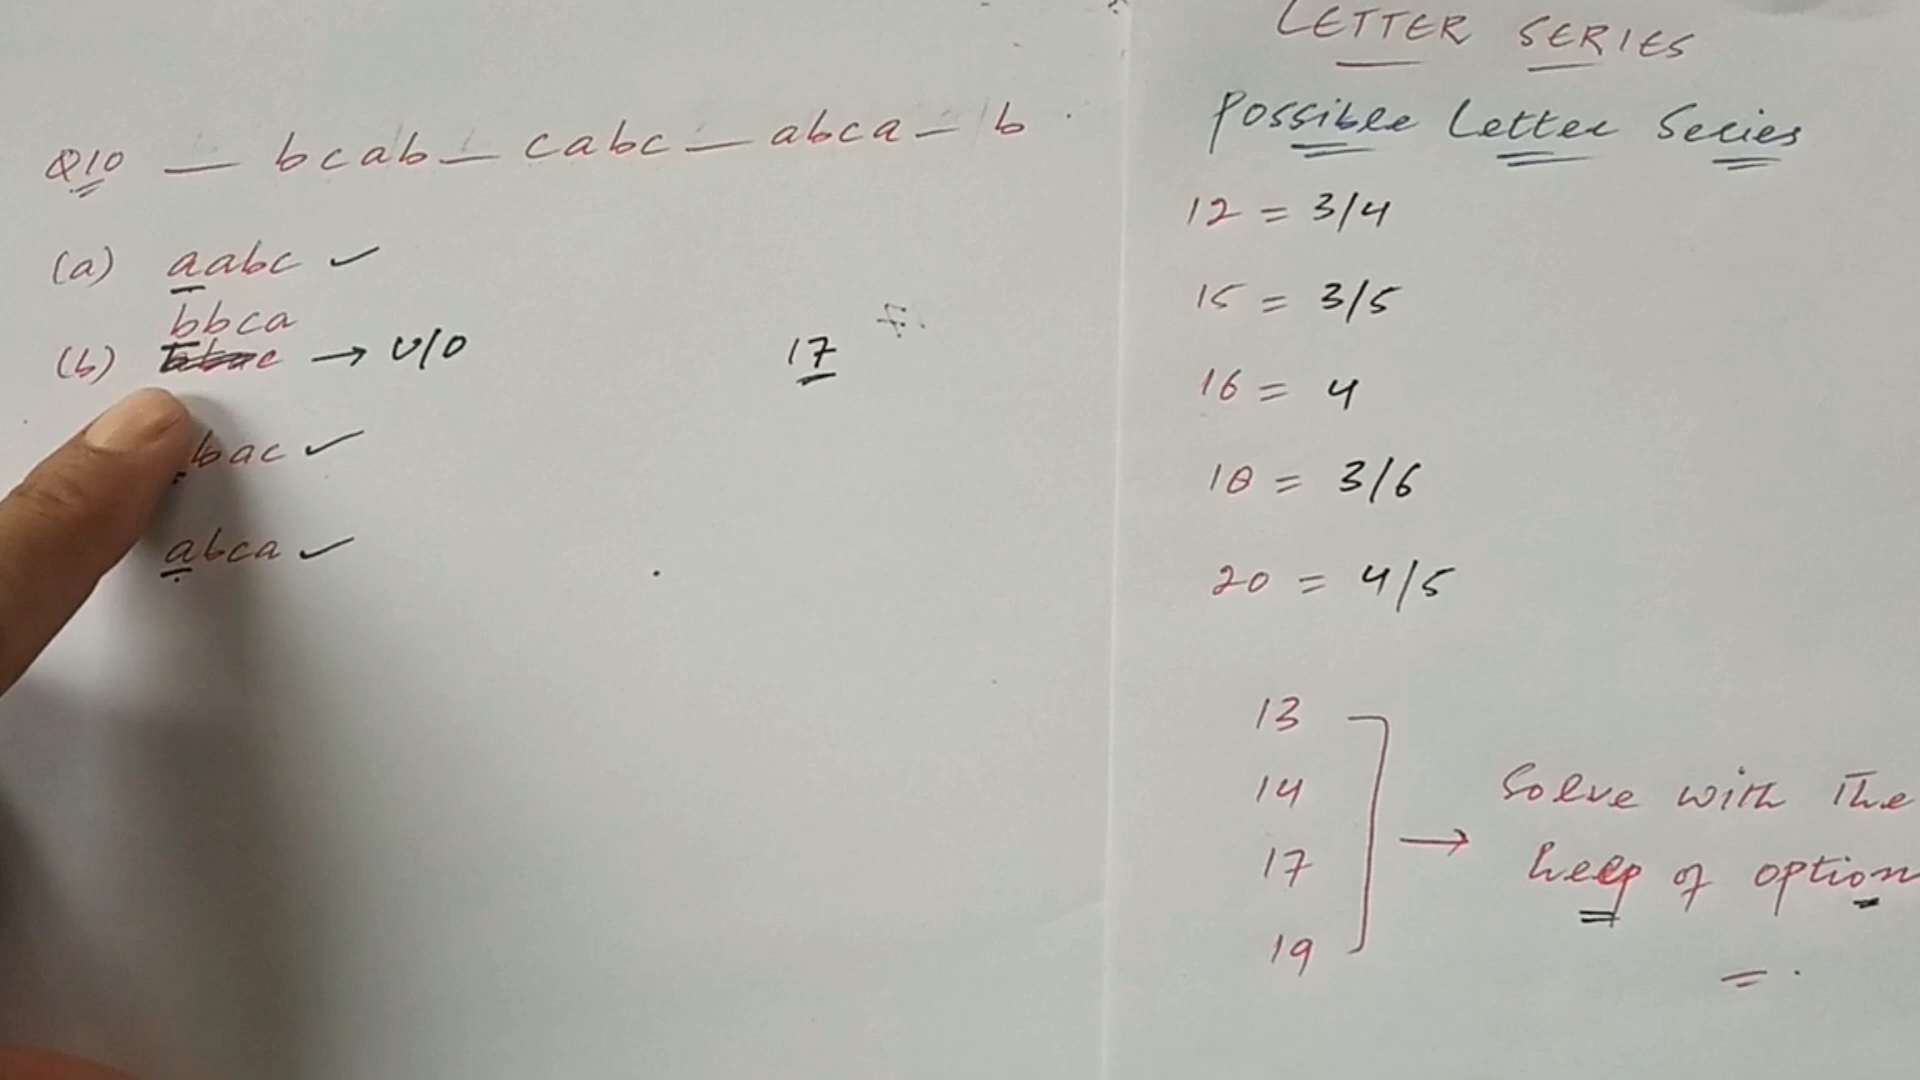 Q10 _ bcab _ cabc _ abca _ b
(a) aabc ✓
bbca
(b) → U/O
17
bac ✓
abca ✓
LETTER SERIES
Possible Letter Series
12 = 3/4
15 = 3/5
16 = 4
18 = 3/6
20 = 4/5
13
14
17
19
→ Solve with The
help of option